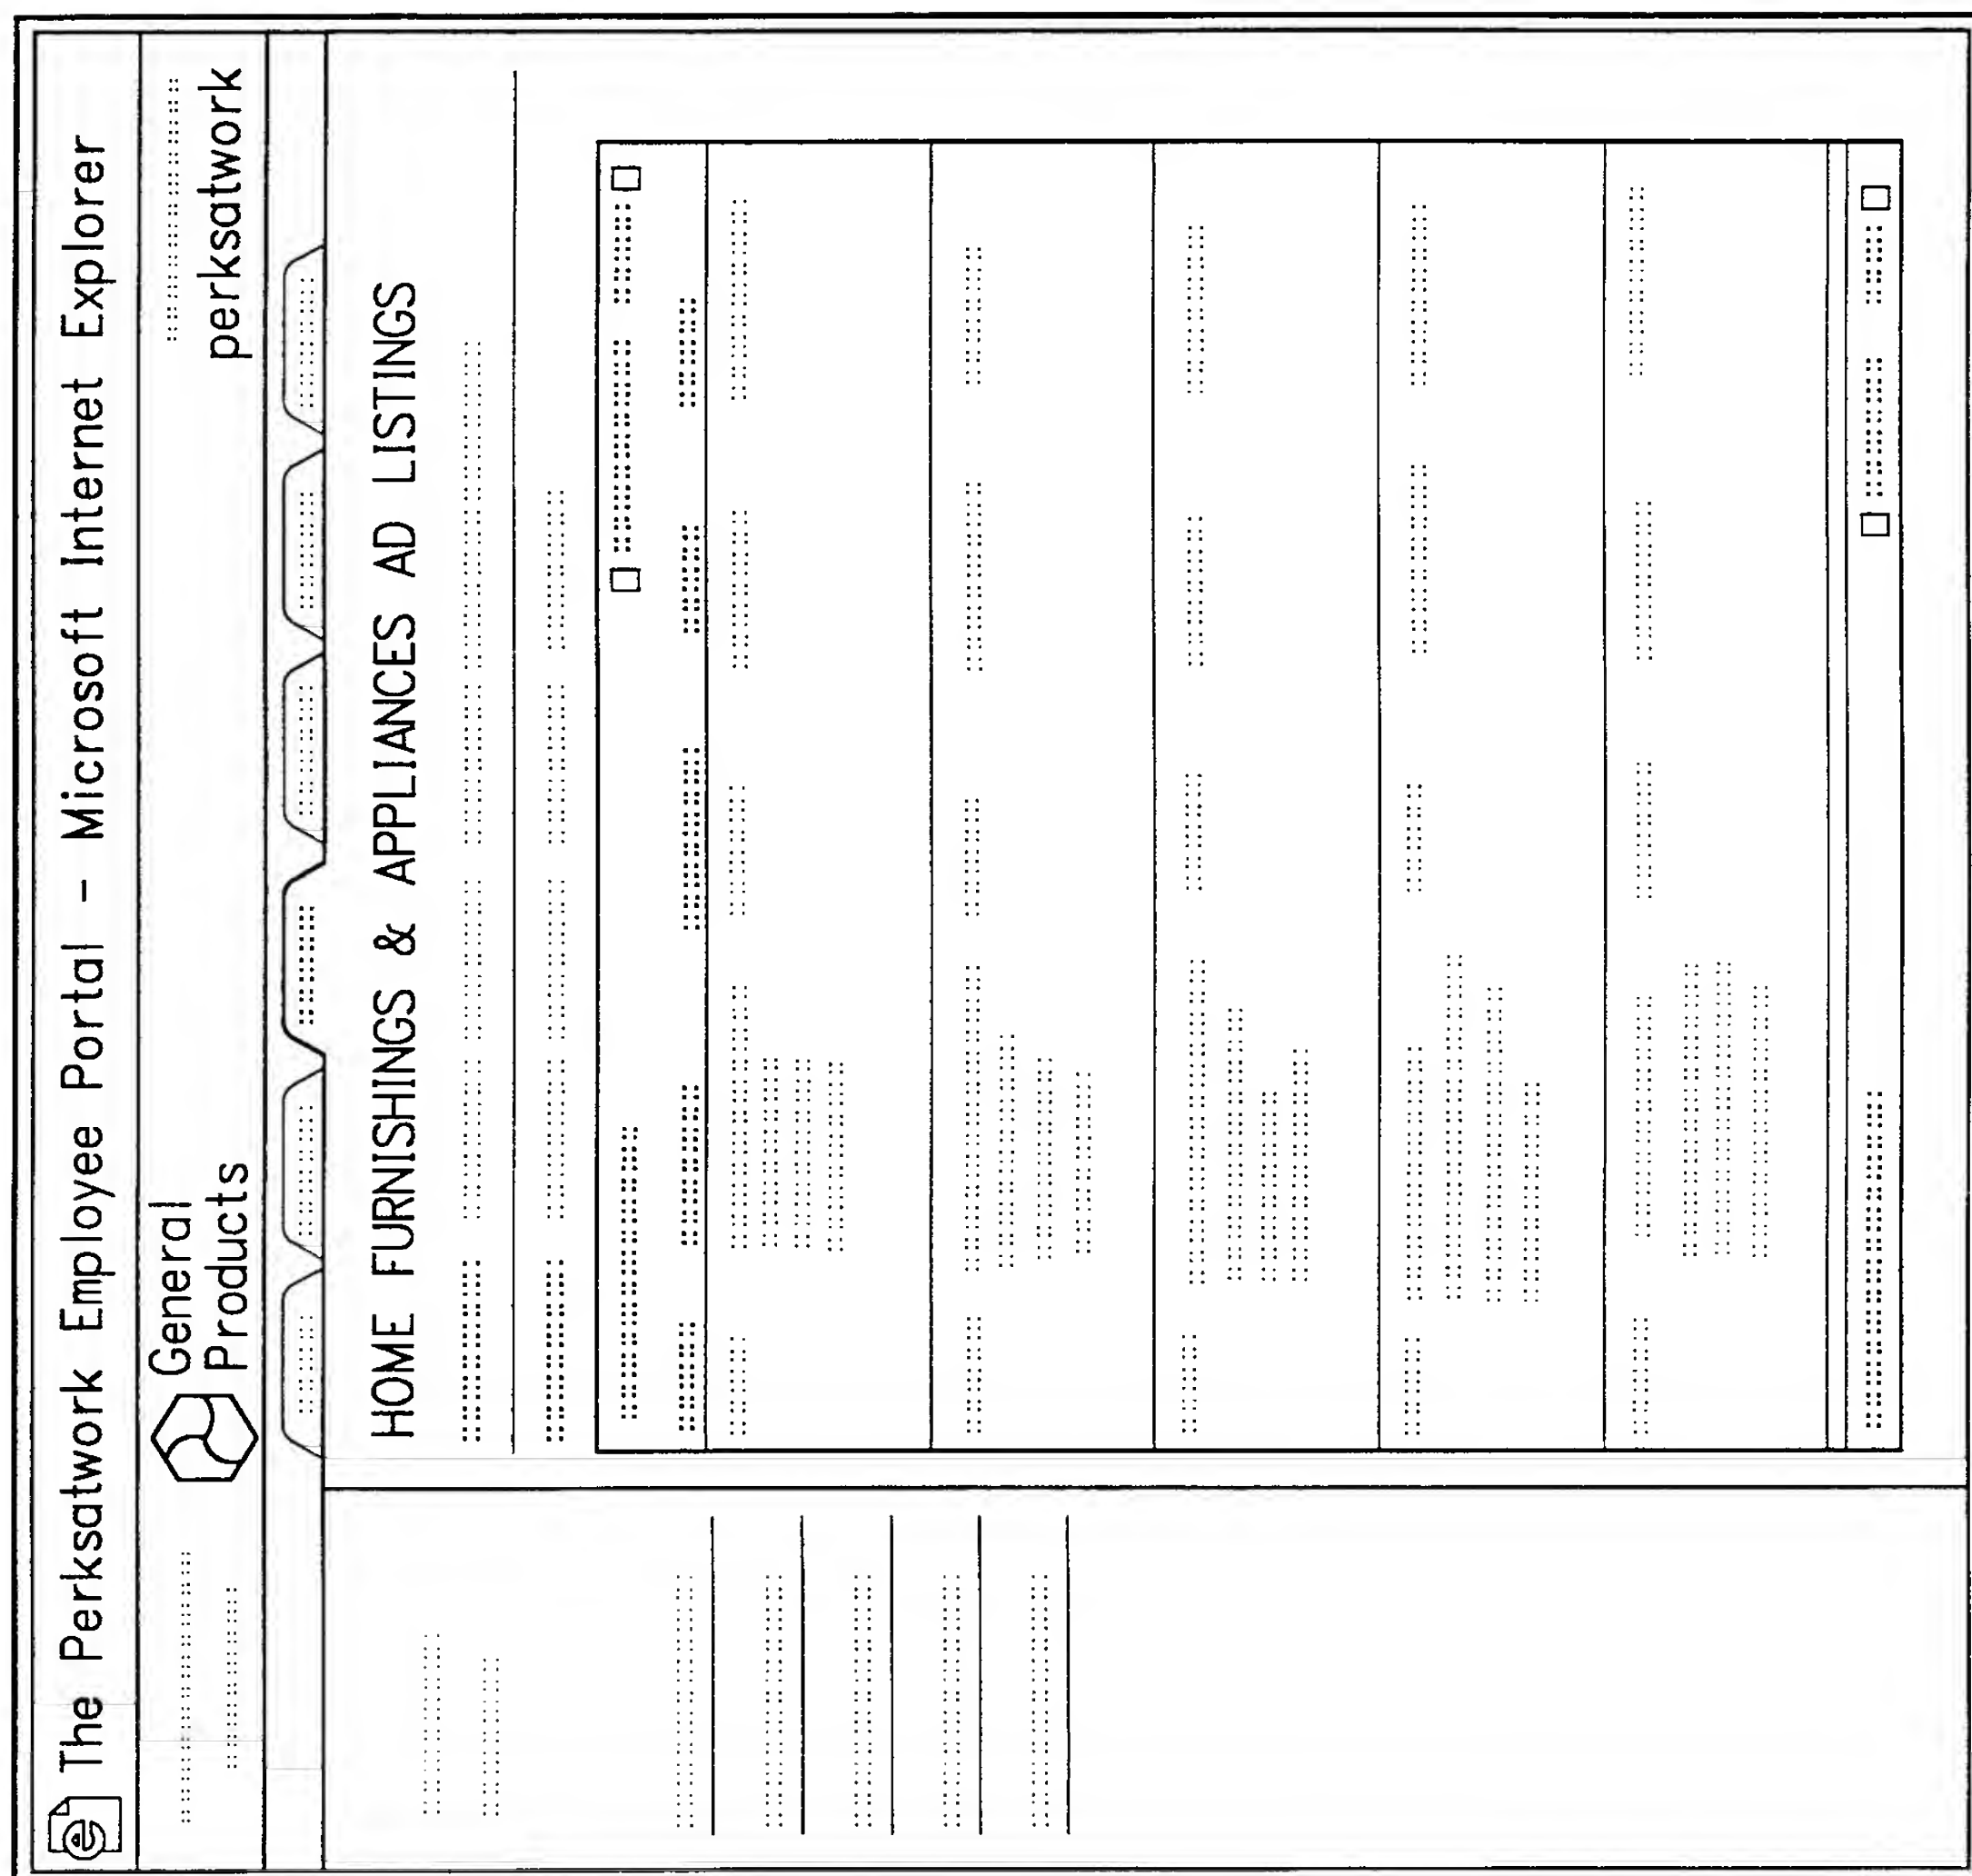 The Perksatwork Employee Portal - Microsoft Internet Explorer
General
Products
perksatwork
HOME FURNISHINGS & APPLIANCES AD LISTINGS